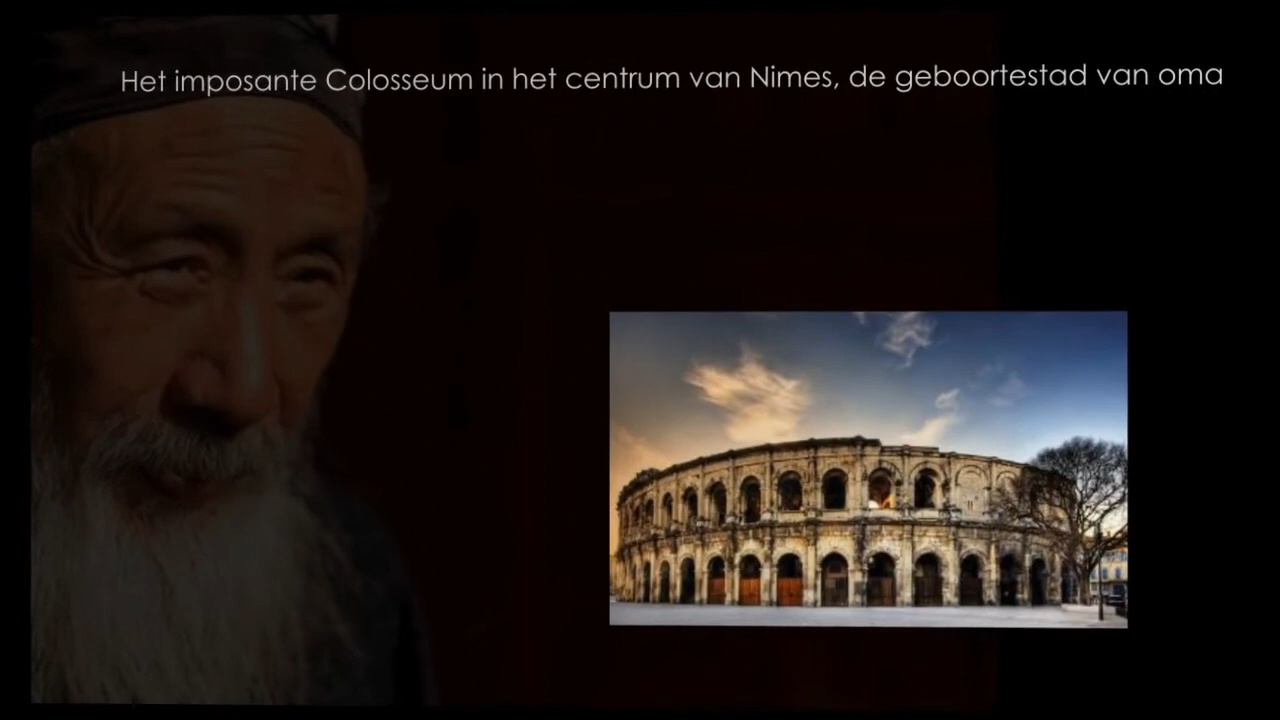 Het imposante Colosseum in het centrum van Nimes, de geboortestad van oma